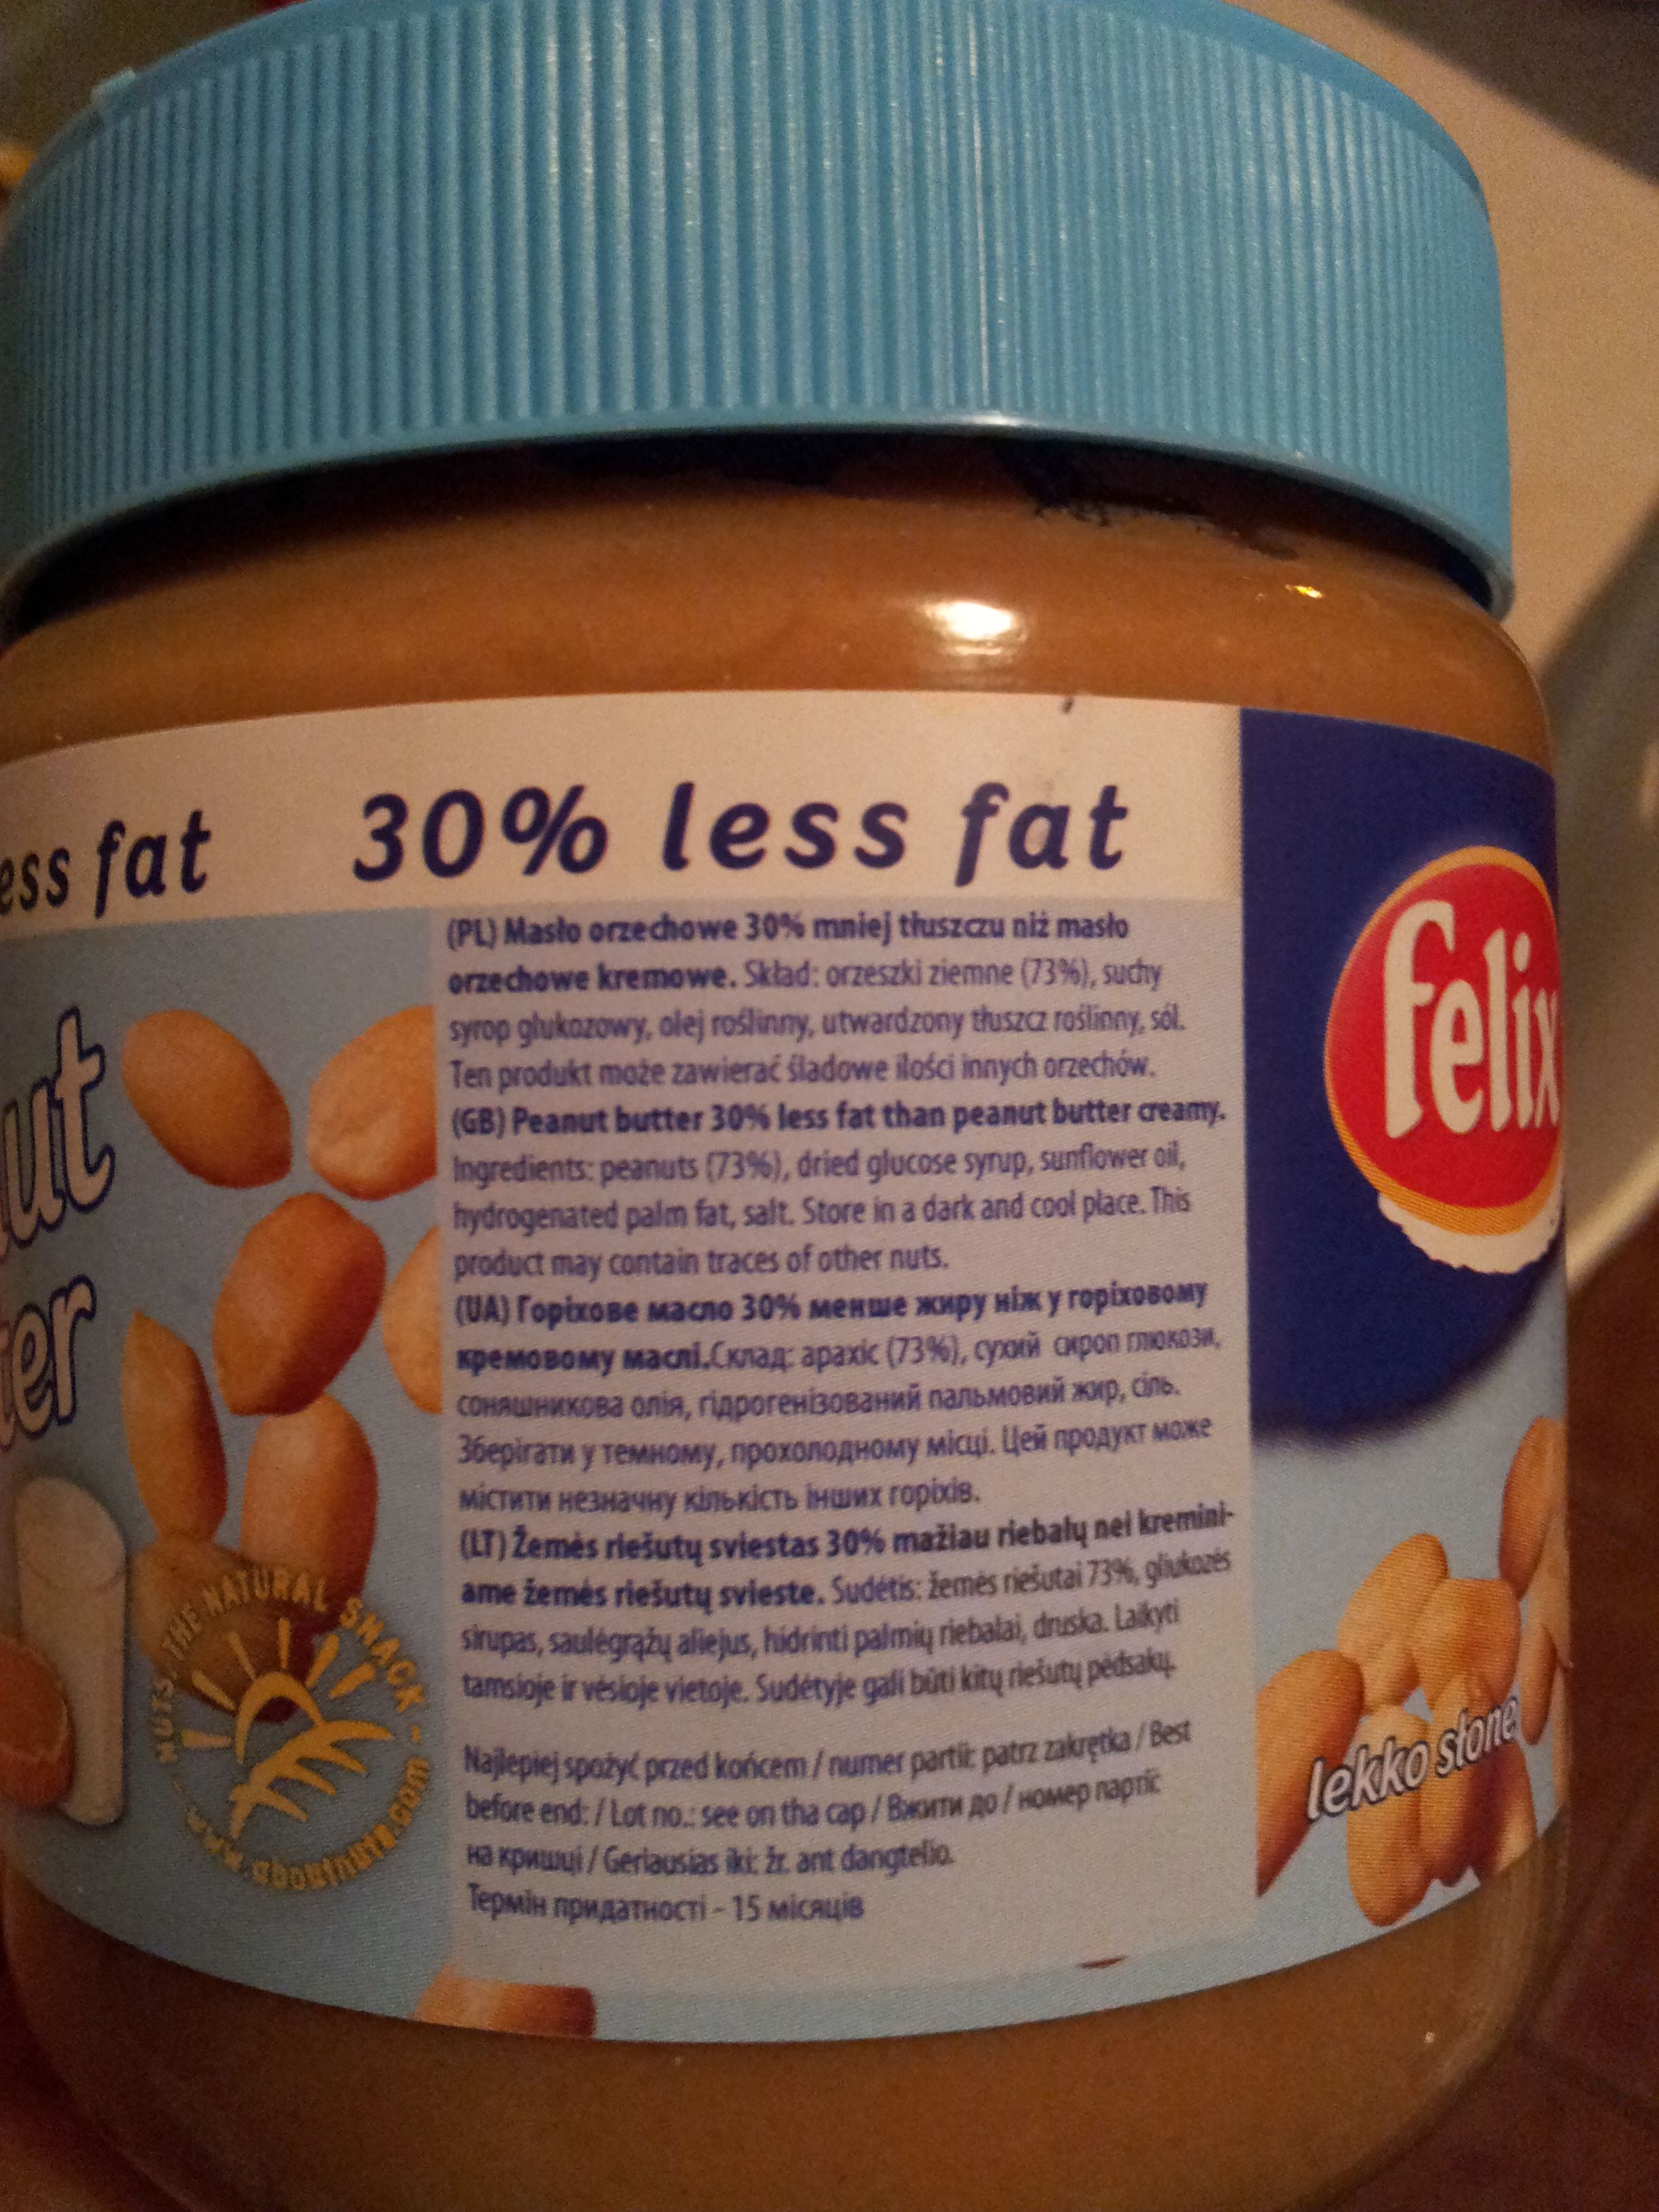 ess fat
30% less fat
(PL) Masło orzechowe 30% mniej tłuszczu niż masło
orzechowe kremowe. Skład: orzeszki ziemne (73%), suchy
syrop glukozowy, olej roślinny, utwardzony tłuszcz roślinny, sól.
Ten produkt może zawierać śladowe ilości innych orzechów.
(GB) Peanut butter 30% less fat than peanut butter creamy.
Ingredients: peanuts (73%), dried glucose syrup, sunflower oil,
hydrogenated palm fat, salt. Store in a dark and cool place. This
product may contain traces of other nuts.
(UA) Горіхове масло 30% менше жиру ніж у горіховому
кремовому маслі.Склад: арахіс (73%), сухий сироп глюкози,
соняшникова олія, гідрогенізований пальмовий жир, сіль.
Зберігати у темному, прохолодному місці. Цей продукт може
містити незначну кількість інших горіхів.
(LT) Žemės riešutų sviestas 30% mažiau riebalų nei kremini-
ame žemės riešutų svieste. Sudėtis: žemės riešutai 73%, gliukozės
sirupas, saulėgrąžų aliejus, hidrinti palmių riebalai, druska. Laikyti
tamsioje ir vėsioje vietoje. Sudėtyje gali būti kitų riešutų pėdsakų.
Najlepiej spożyć przed końcem / numer partii: patrz zakrętka / Best
before end: / Lot no.: see on tha cap / Вжити до / номер партії:
на кришці / Geriausias iki: žr. ant dangtelio.
Термін придатності - 15 місяців
felix
lekko słone
ut
ter
NUTS, THE NATURAL SNACK
www.aboutnuts.com